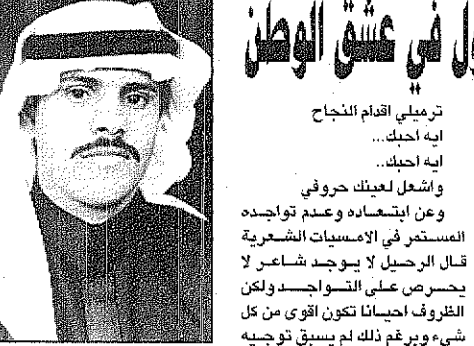 ول في عشق الوطن
ترميلي اقدام النجاح
ايه احبك...
ايه أحبك..
واشعل لعينك حروفي
وعن ابتعاده وعدم تواجده
المستمر في الامسيات الشعرية
قال الرحيل لا يوجد شاعر لا
يحرص على التواجد ولكن
الظروف احيانا تكون اقوى من كل
شيء وبرغم ذلك لم يسبق توجيه